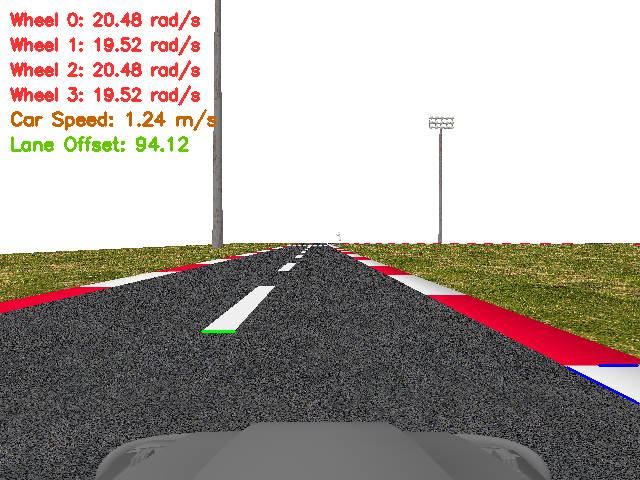 Wheel 0: 20.48 rad/s
Wheel 1: 19.52 rad/s
Wheel 2: 20.48 rad/s
Wheel 3: 19.52 rad/s
Car Speed: 1.24 m/s
Lane Offset: 94.12